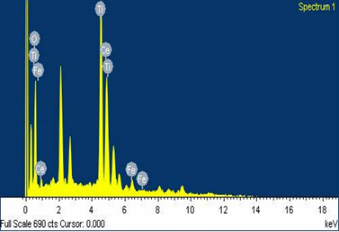 Spectrum 1
Ti
O
Ti
Fe
Ce
Ti
Ce
Fe
Fe
0 2 4 6 8 10 12 14 16 18
Full Scale 690 cts Cursor: 0.000 keV